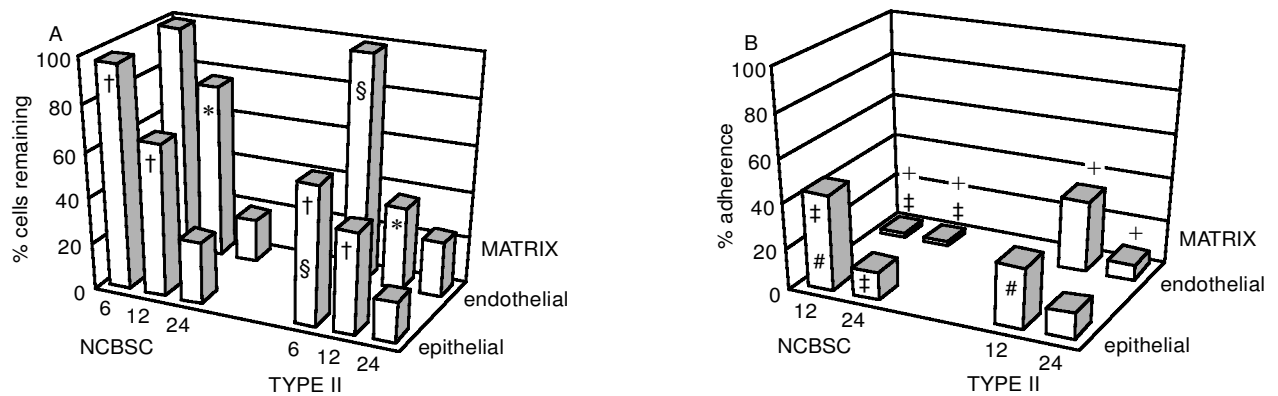 A
% cells remaining
100
80
60
40
20
0
†
†
*
†
§
§
†
*
6
12
24
NCBSC
6
12
24
TYPE II
MATRIX
endothelial
epithelial
B
% adherence
100
80
60
40
20
0
‡
#
‡
+
‡
+
‡
#
+
+
12
24
NCBSC
12
24
TYPE II
MATRIX
endothelial
epithelial